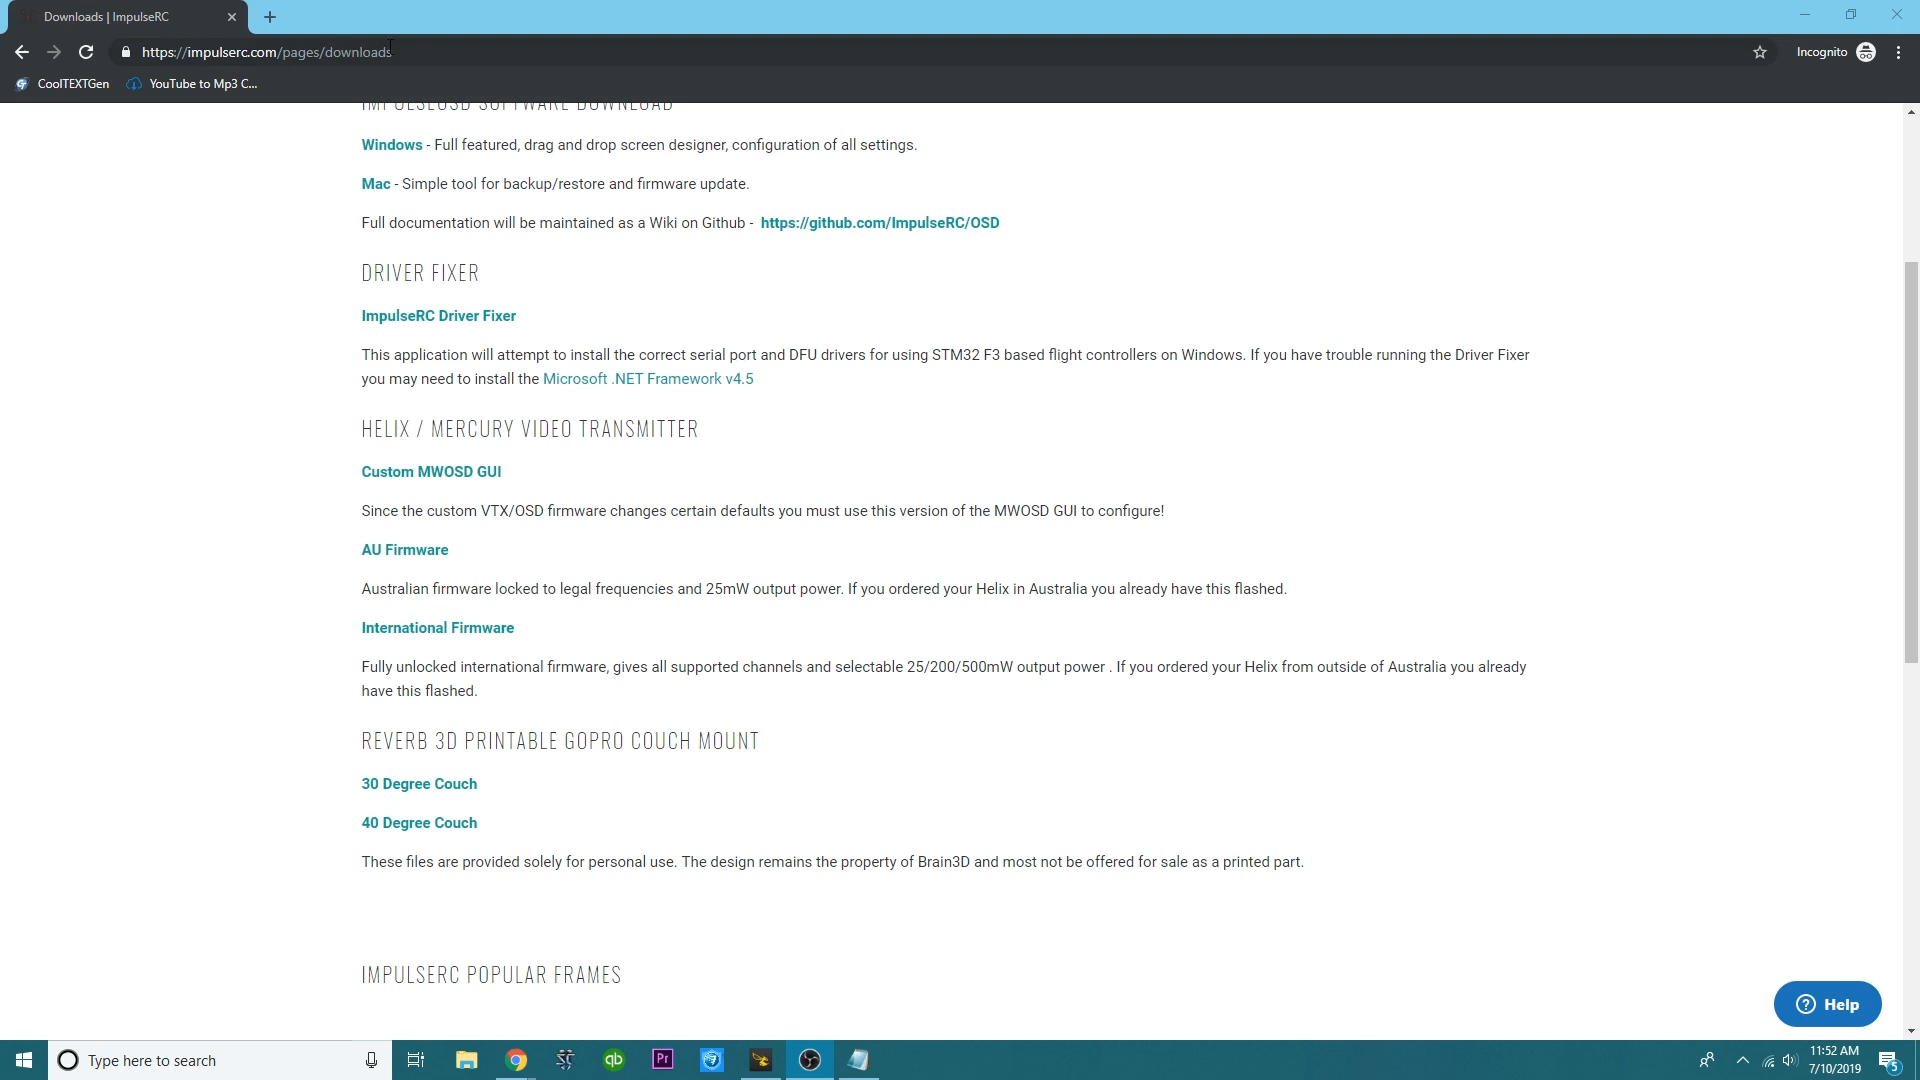 Downloads | ImpulseRC
https://impulserc.com/pages/downloads
Incognito
CoolTEXTGen
YouTube to Mp3 C...
IMPULSEOSD SOFTWARE DOWNLOAD
Windows - Full featured, drag and drop screen designer, configuration of all settings.
Mac - Simple tool for backup/restore and firmware update.
Full documentation will be maintained as a Wiki on Github - https://github.com/ImpulseRC/OSD
DRIVER FIXER
ImpulseRC Driver Fixer
This application will attempt to install the correct serial port and DFU drivers for using STM32 F3 based flight controllers on Windows. If you have trouble running the Driver Fixer
you may need to install the Microsoft .NET Framework v4.5
HELIX / MERCURY VIDEO TRANSMITTER
Custom MWOSD GUI
Since the custom VTX/OSD firmware changes certain defaults you must use this version of the MWOSD GUI to configure!
AU Firmware
Australian firmware locked to legal frequencies and 25mW output power. If you ordered your Helix in Australia you already have this flashed.
International Firmware
Fully unlocked international firmware, gives all supported channels and selectable 25/200/500mW output power . If you ordered your Helix from outside of Australia you already
have this flashed.
REVERB 3D PRINTABLE GOPRO COUCH MOUNT
30 Degree Couch
40 Degree Couch
These files are provided solely for personal use. The design remains the property of Brain3D and most not be offered for sale as a printed part.
IMPULSERC POPULAR FRAMES
? Help
Type here to search
qb
Pr
11:52 AM
7/10/2019
5